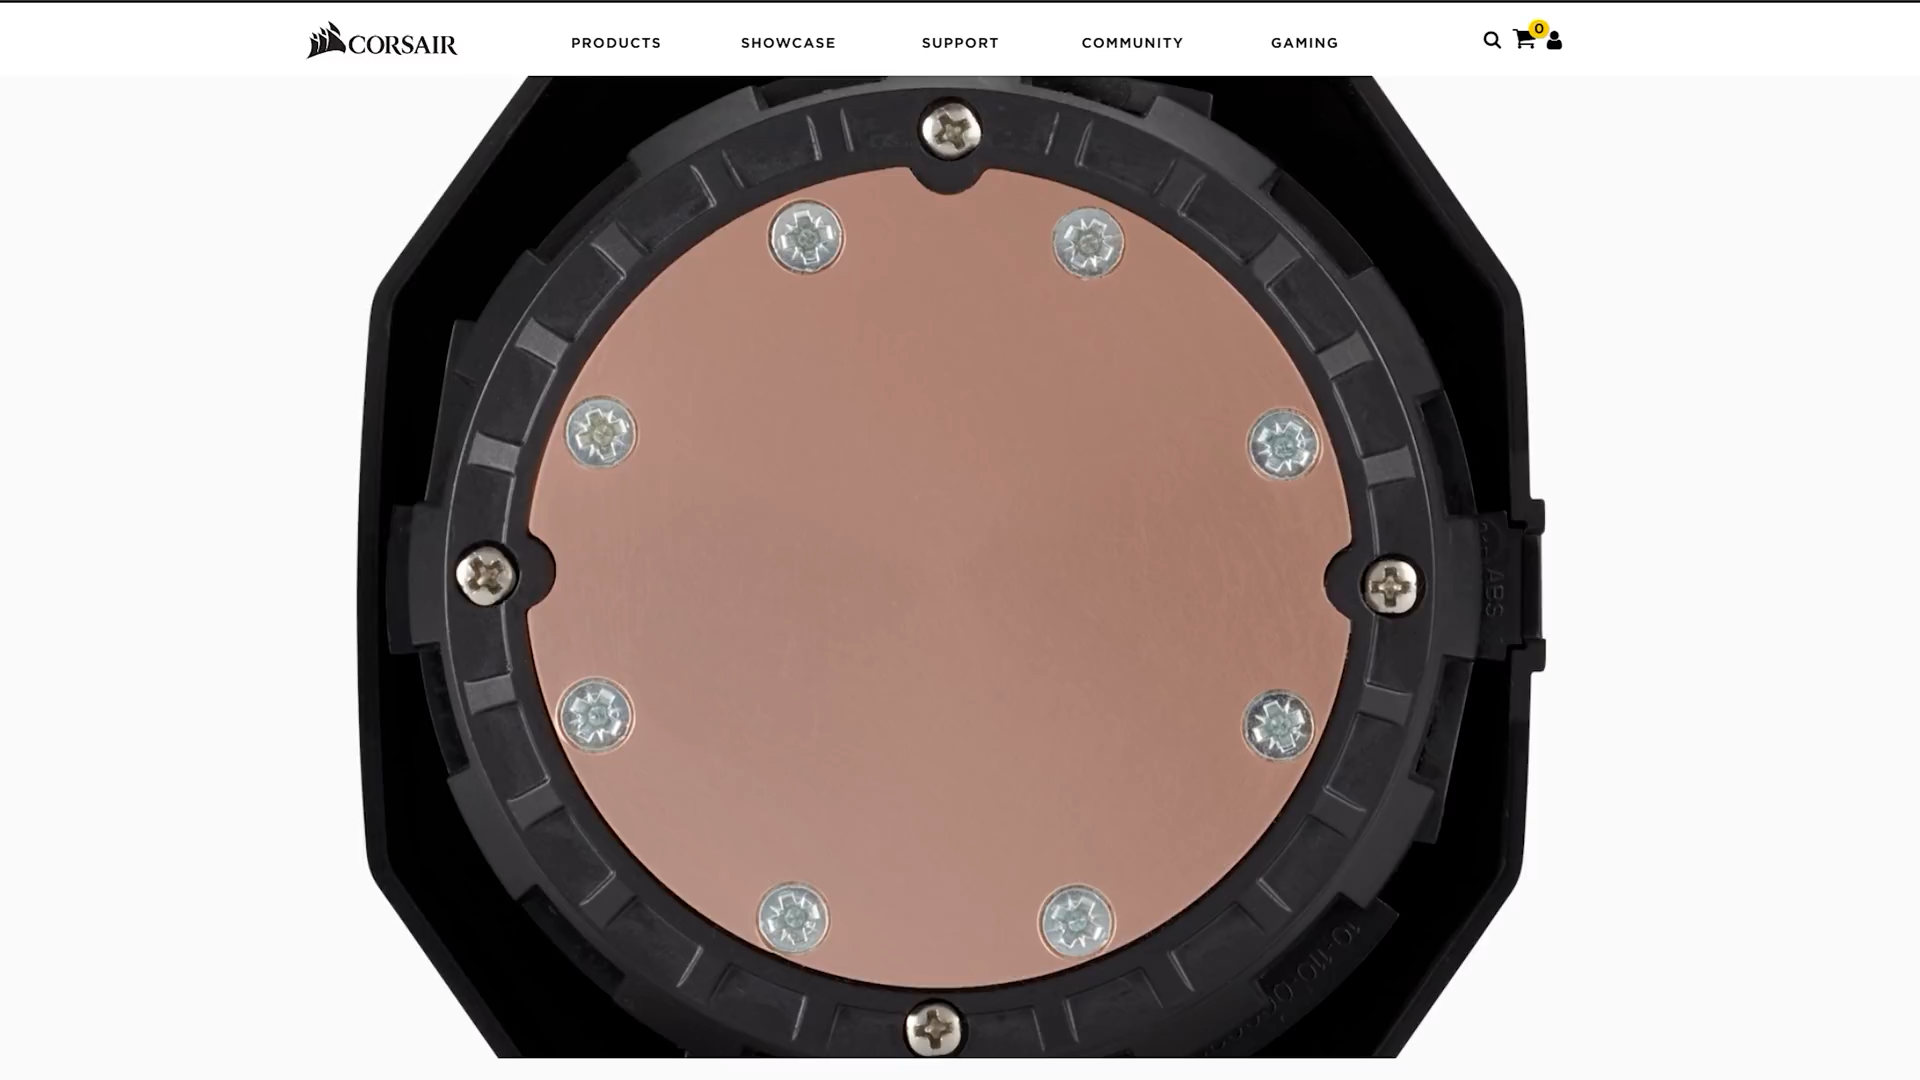 CORSAIR
PRODUCTS
SHOWCASE
SUPPORT
COMMUNITY
GAMING
0